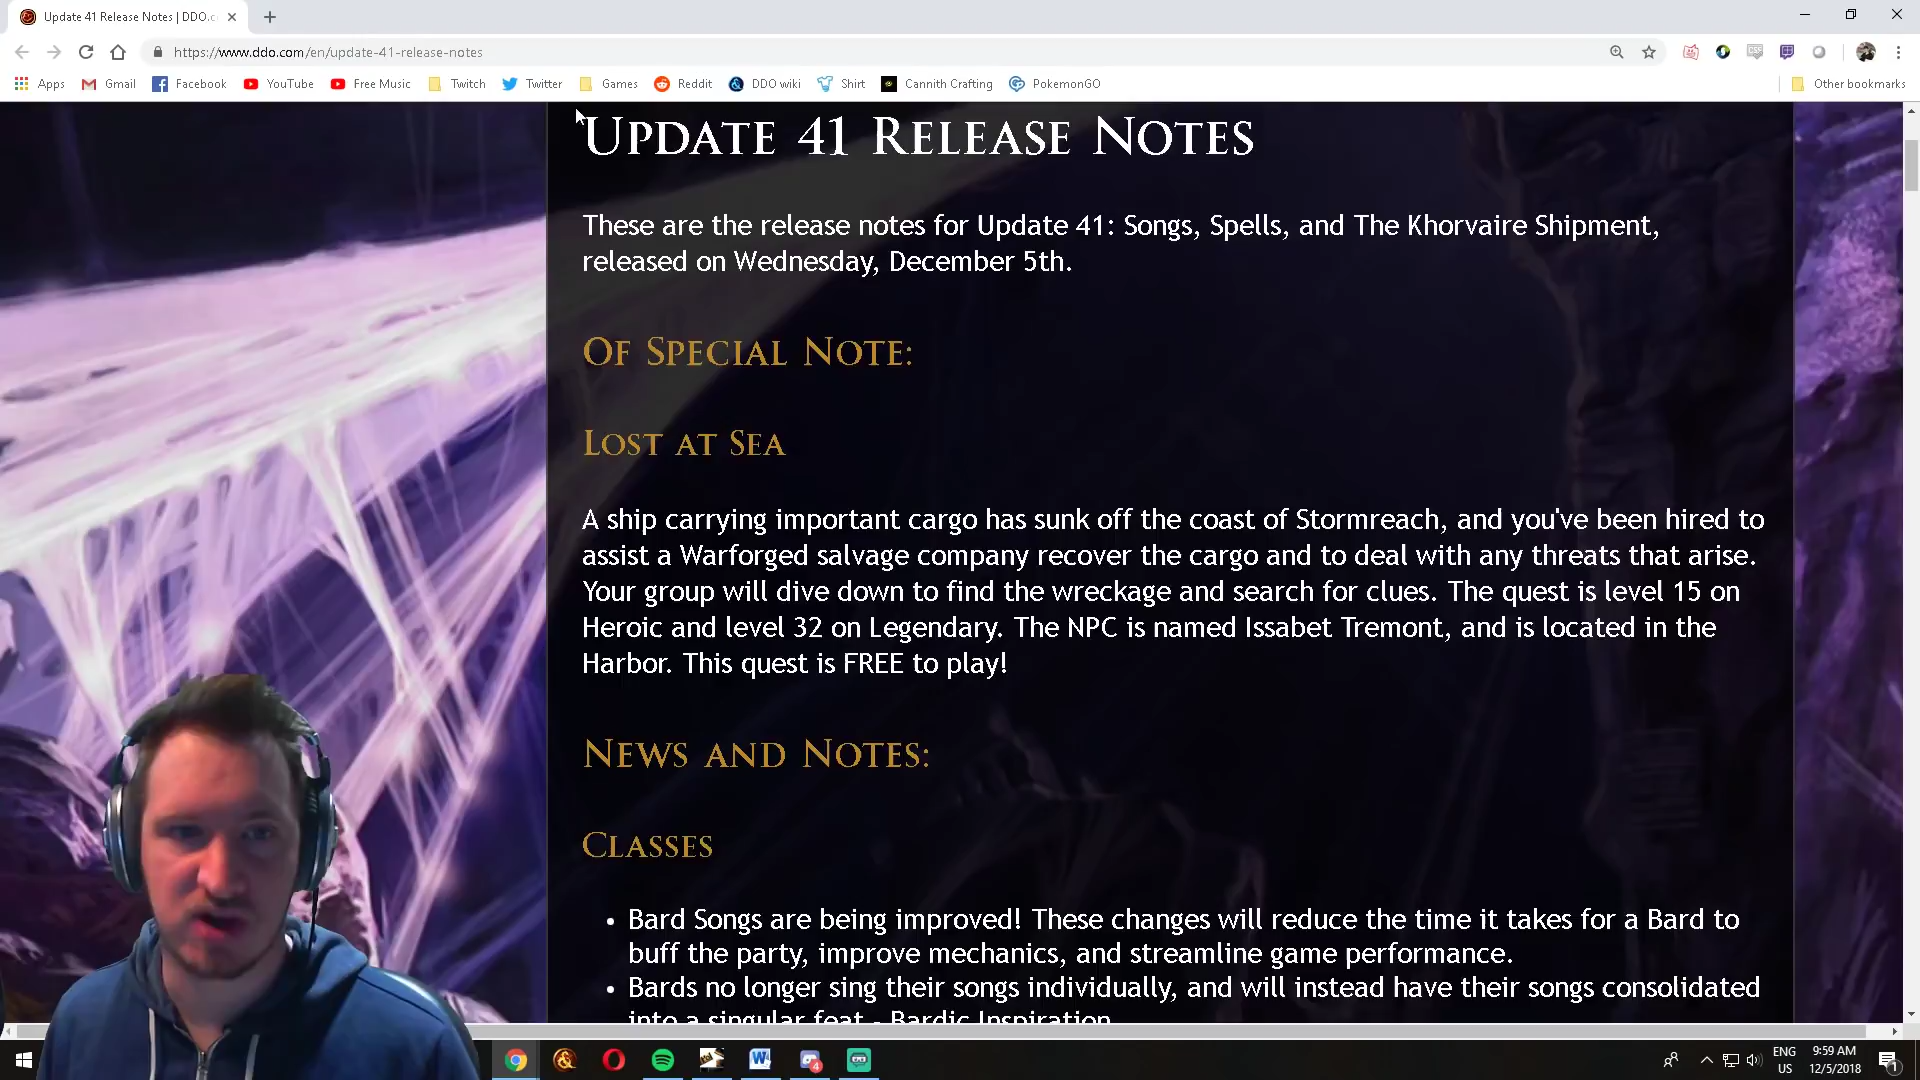 Update 41 Release Notes | DDO.c
https://www.ddo.com/en/update-41-release-notes
Apps Gmail Facebook YouTube Free Music Twitch Twitter Games Reddit DDO wiki Shirt Cannith Crafting PokemonGO Other bookmarks
Update 41 Release Notes
These are the release notes for Update 41: Songs, Spells, and The Khorvaire Shipment,
released on Wednesday, December 5th.
Of Special Note:
Lost at Sea
A ship carrying important cargo has sunk off the coast of Stormreach, and you've been hired to
assist a Warforged salvage company recover the cargo and to deal with any threats that arise.
Your group will dive down to find the wreckage and search for clues. The quest is level 15 on
Heroic and level 32 on Legendary. The NPC is named Issabet Tremont, and is located in the
Harbor. This quest is FREE to play!
News and Notes:
Classes
• Bard Songs are being improved! These changes will reduce the time it takes for a Bard to
buff the party, improve mechanics, and streamline game performance.
• Bards no longer sing their songs individually, and will instead have their songs consolidated
into a singular feat - Bardic Inspiration
ENG 9:59 AM
US 12/5/2018